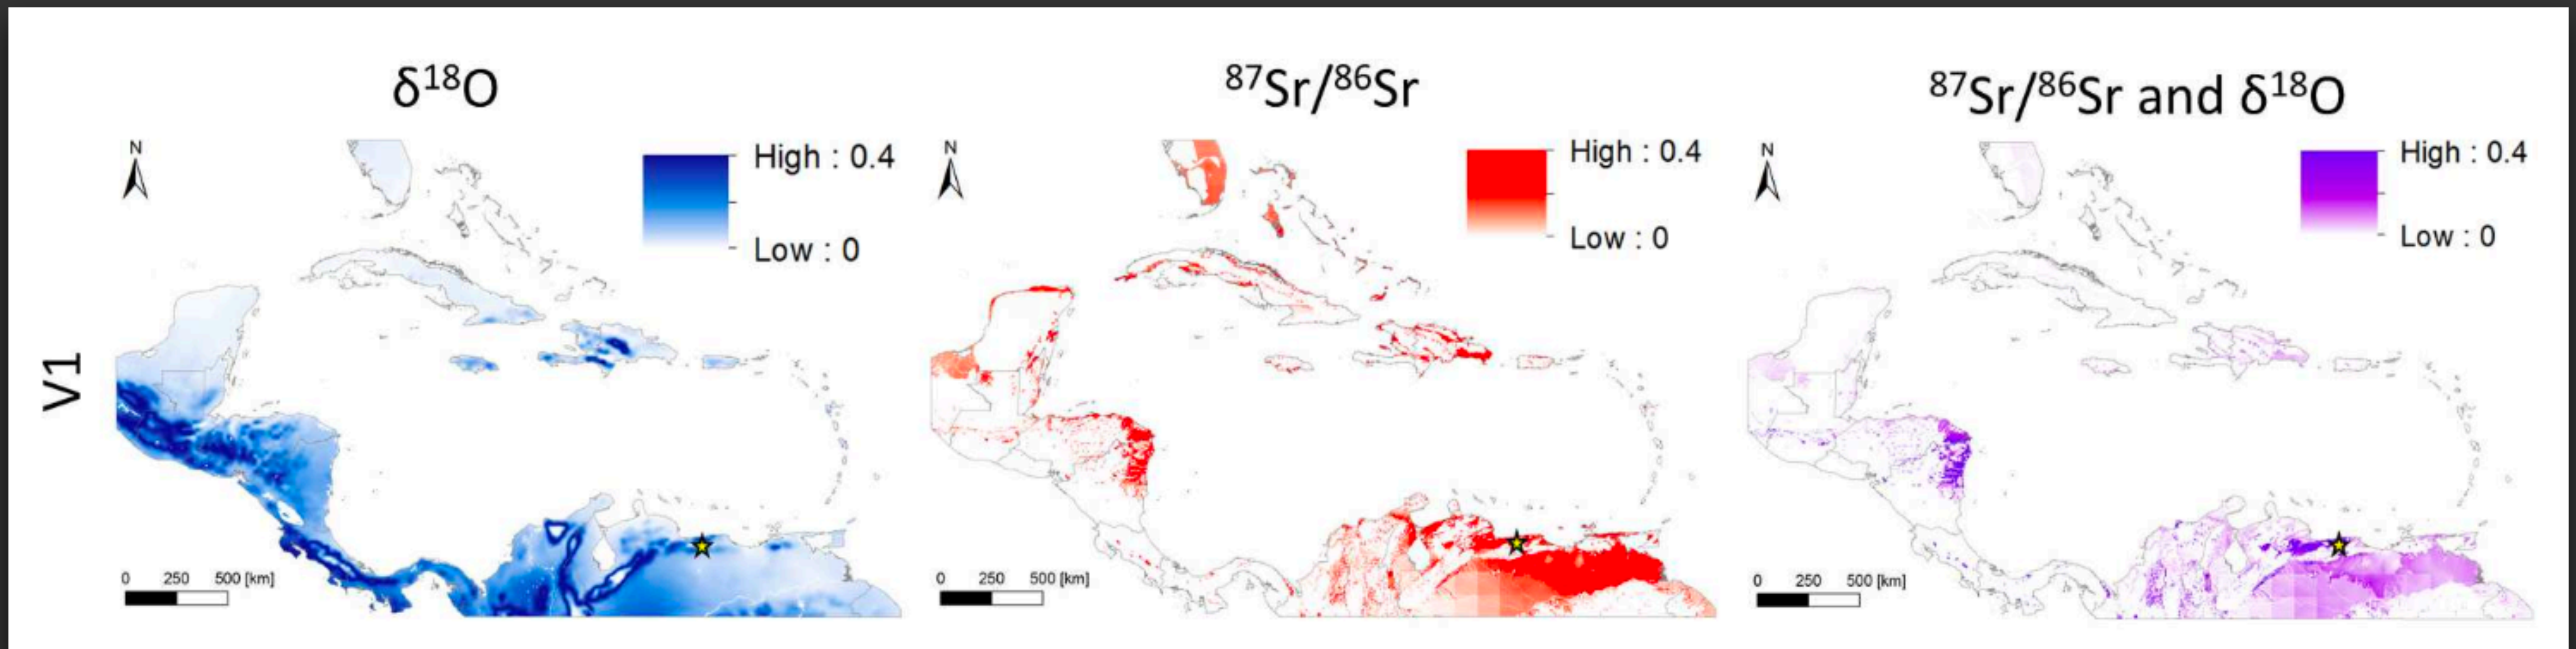 δ¹⁸O
⁸⁷Sr/⁸⁶Sr
⁸⁷Sr/⁸⁶Sr and δ¹⁸O
V1
N
High : 0.4
Low : 0
0 250 500 [km]
N
High : 0.4
Low : 0
0 250 500 [km]
N
High : 0.4
Low : 0
0 250 500 [km]